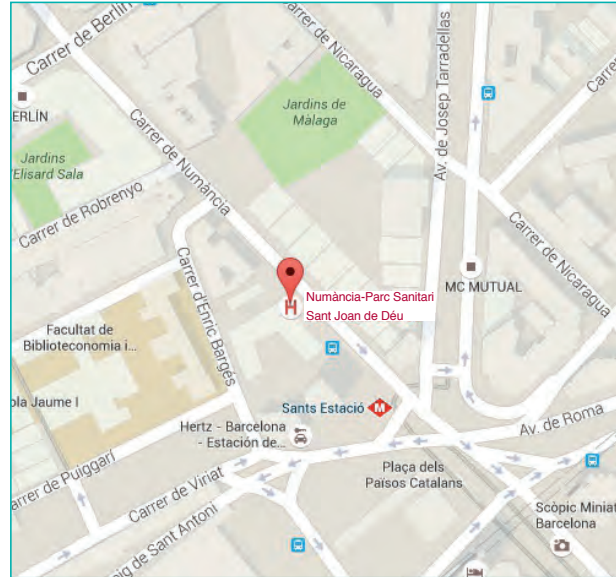 Carrer de Berlín
Carrer de Nicaragua
Carrer
Jardins de
Màlaga
Av. de Josep Tarradellas
ERLÍN
Carrer de Numància
Jardins
'Elisard Sala
Carrer de Robrenyo
Carrer de Nicaragua
Carrer d'Enric Bargés
MC MUTUAL
H
Numància-Parc Sanitari
Sant Joan de Déu
Facultat de
Biblioteconomia i...
ola Jaume I
Sants Estació
M
Hertz - Barcelona
- Estación de...
Av. de Roma
arrer de Puiggarí
Carrer de Viriat
Plaça dels
Països Catalans
ig de Sant Antoni
Scòpic Miniat
Barcelona